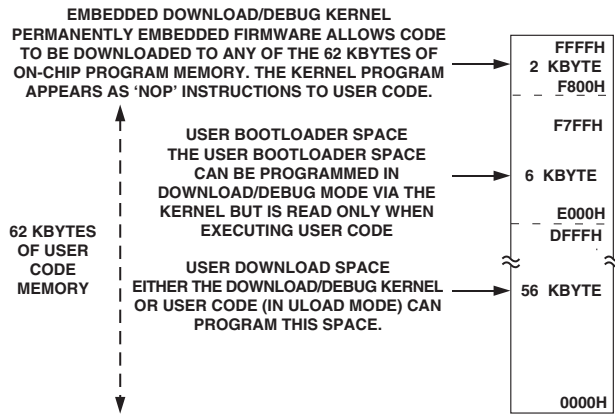 EMBEDDED DOWNLOAD/DEBUG KERNEL
PERMANENTLY EMBEDDED FIRMWARE ALLOWS CODE
TO BE DOWNLOADED TO ANY OF THE 62 KBYTES OF
ON-CHIP PROGRAM MEMORY. THE KERNEL PROGRAM
APPEARS AS ‘NOP’ INSTRUCTIONS TO USER CODE.
FFFFH
2 KBYTE
F800H
USER BOOTLOADER SPACE
THE USER BOOTLOADER SPACE
CAN BE PROGRAMMED IN
DOWNLOAD/DEBUG MODE VIA THE
KERNEL BUT IS READ ONLY WHEN
EXECUTING USER CODE
F7FFH
6 KBYTE
E000H
62 KBYTES
OF USER
CODE
MEMORY
USER DOWNLOAD SPACE
EITHER THE DOWNLOAD/DEBUG KERNEL
OR USER CODE (IN ULOAD MODE) CAN
PROGRAM THIS SPACE.
DFFFH
56 KBYTE
0000H